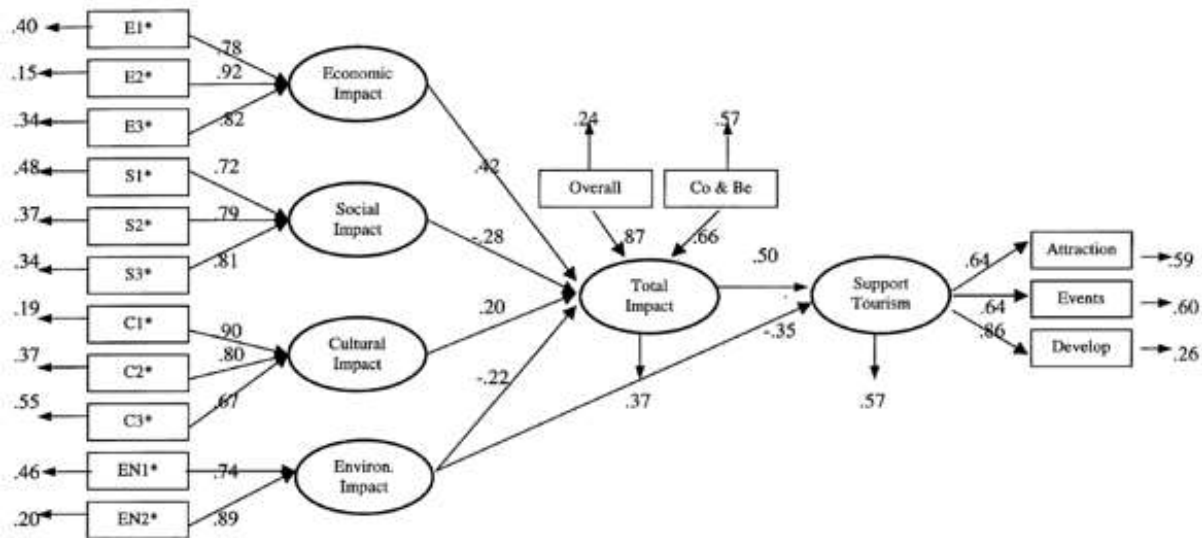 .40
E1*
.78
.15
E2*
.92
Economic
Impact
.34
E3*
.82
.24
.57
.48
S1*
.72
.42
Overall
Co & Be
.37
S2*
.79
Social
Impact
-.28
.87
.66
.34
S3*
.81
.50
.64
Attraction
.59
Total
Impact
Support
Tourism
.19
C1*
.90
.20
.64
Events
.60
.37
C2*
.80
Cultural
Impact
-.35
.86
Develop
.26
-.22
.55
C3*
.67
.37
.57
.46
EN1*
.74
Environ.
Impact
.20
EN2*
.89